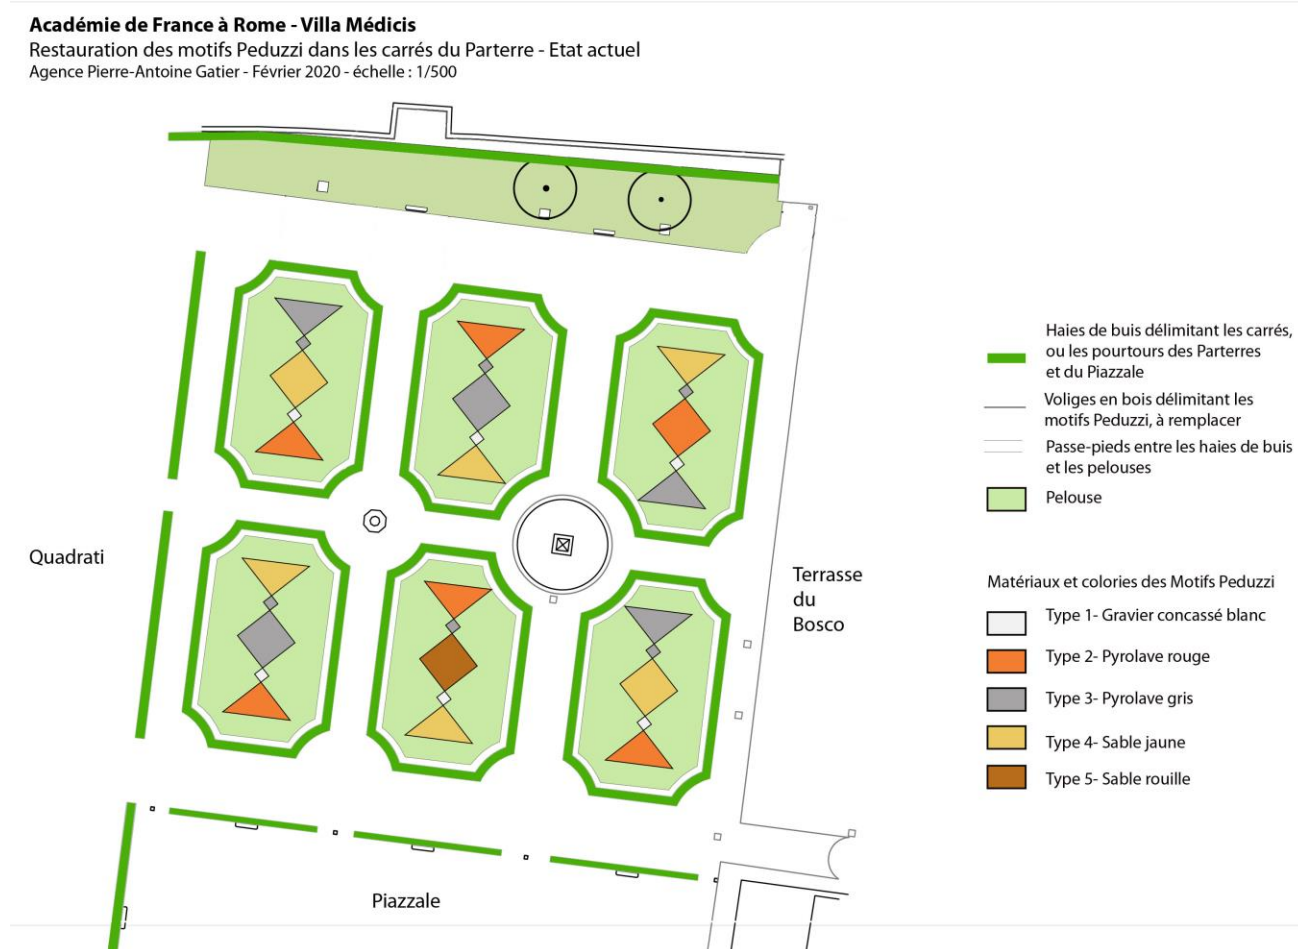 Académie de France à Rome - Villa Médicis
Restauration des motifs Peduzzi dans les carrés du Parterre - Etat actuel
Agence Pierre-Antoine Gatier - Février 2020 - échelle : 1/500
Haies de buis délimitant les carrés,
ou les pourtours des Parterres
et du Piazzale
Voliges en bois délimitant les
motifs Peduzzi, à remplacer
Passe-pieds entre les haies de buis
et les pelouses
Pelouse
Quadrati
Terrasse
du
Bosco
Matériaux et colories des Motifs Peduzzi
Type 1- Gravier concassé blanc
Type 2- Pyrolave rouge
Type 3- Pyrolave gris
Type 4- Sable jaune
Type 5- Sable rouille
Piazzale